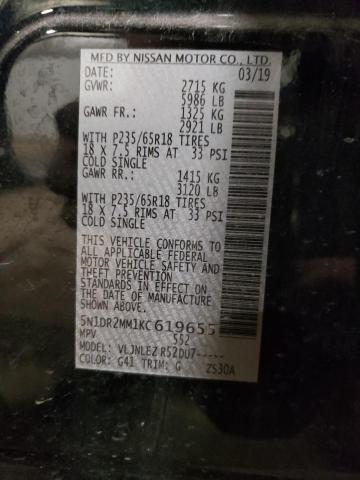 MFD BY NISSAN MOTOR CO., LTD.
DATE: 03/19
GVWR: 2715 KG
5986 LB
GAWR FR.: 1325 KG
2921 LB
WITH P235/65R18 TIRES
18 X 7.5 RIMS AT 33 PSI
COLD SINGLE
GAWR RR.: 1415 KG
3120 LB
WITH P235/65R18 TIRES
18 X 7.5 RIMS AT 33 PSI
COLD SINGLE
THIS VEHICLE CONFORMS TO
ALL APPLICABLE FEDERAL
MOTOR VEHICLE SAFETY AND
THEFT PREVENTION
STANDARDS IN EFFECT ON
THE DATE OF MANUFACTURE
SHOWN ABOVE.
5N1DR2MM1KC619655
MPV S52
MODEL: VLJNLEZ R52DU7-----
COLOR: G41 TRIM: G ZS30A